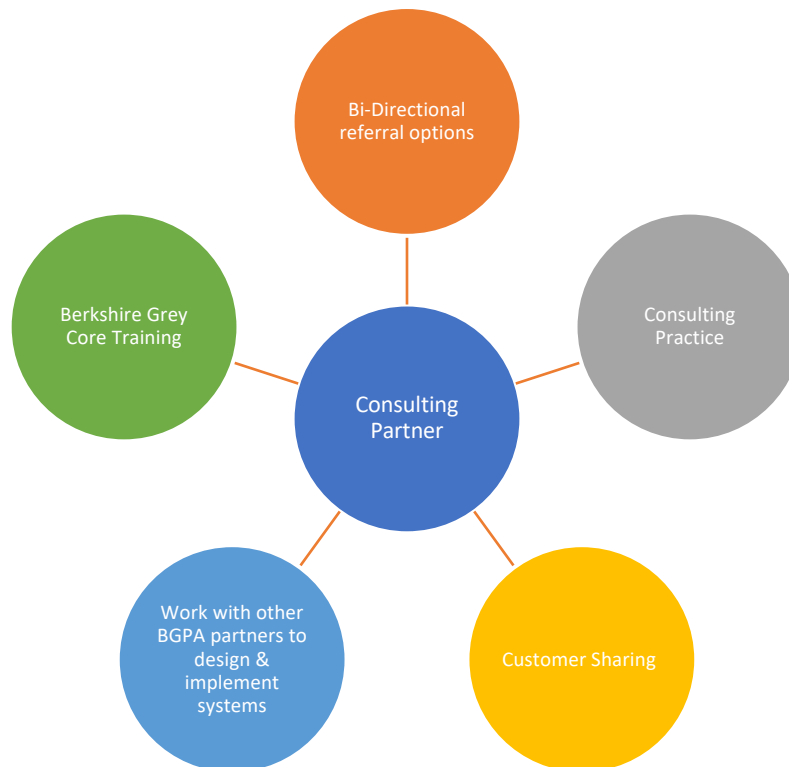 Bi-Directional
referral options
Berkshire Grey
Core Training
Consulting
Practice
Consulting
Partner
Work with other
BGPA partners to
design &
implement
systems
Customer Sharing